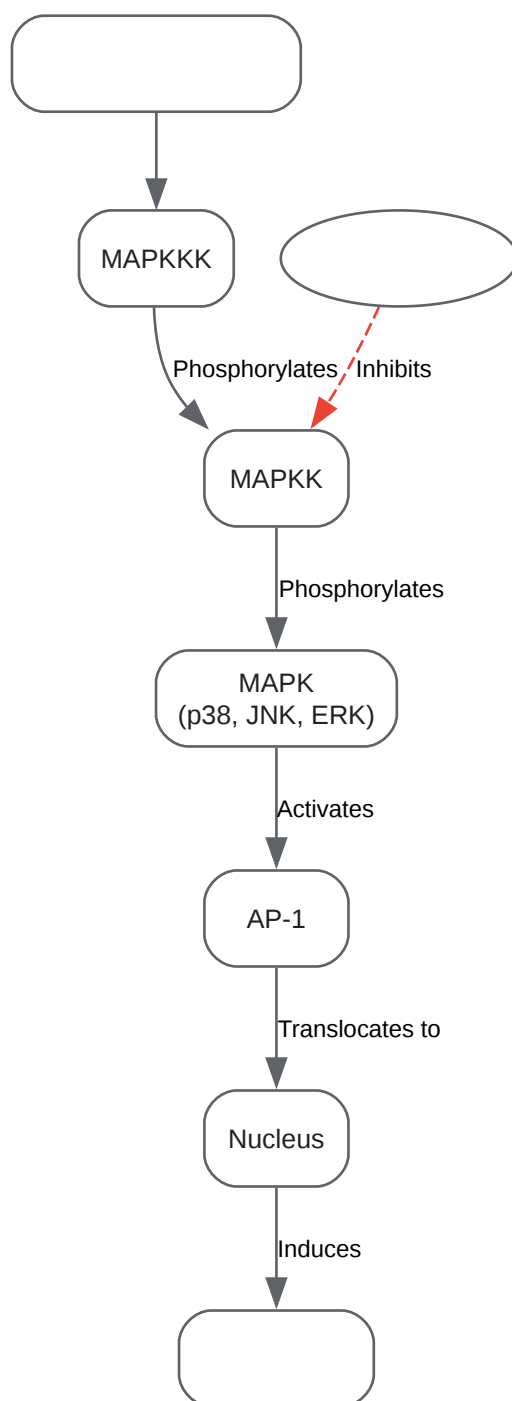 MAPKKK
Phosphorylates
Inhibits
MAPKK
Phosphorylates
MAPK
(p38, JNK, ERK)
Activates
AP-1
Translocates to
Nucleus
Induces